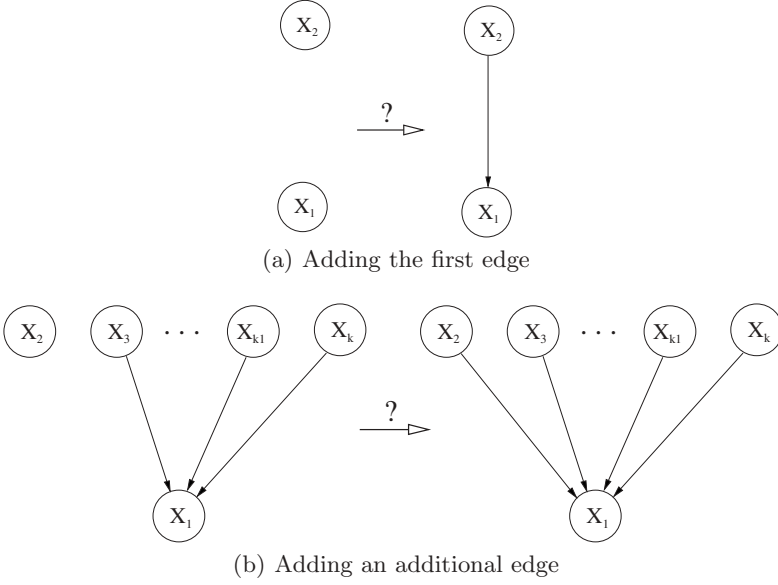 X₂ X₂
?
X₁ X₁
(a) Adding the first edge
X₂ X₃ · · · Xₖ₁ Xₖ X₂ X₃ · · · Xₖ₁ Xₖ
?
X₁ X₁
(b) Adding an additional edge